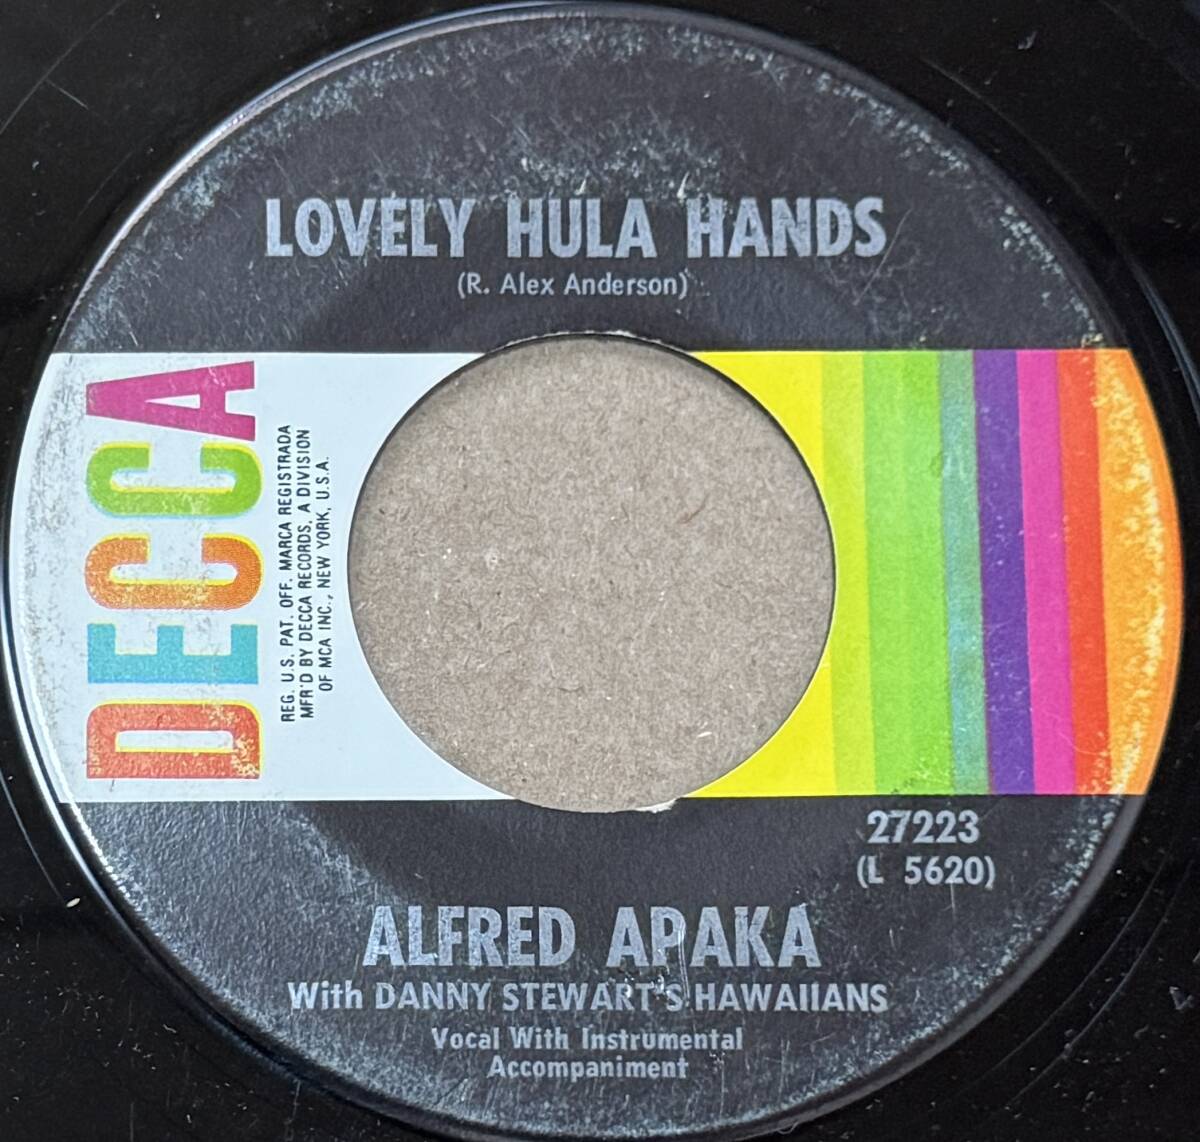 LOVELY HULA HANDS
(R. Alex Anderson)
DECCA
REG. U.S. PAT. OFF. MARCA REGISTRADA
MFR'D BY DECCA RECORDS, A DIVISION
OF MCA INC., NEW YORK, U.S.A.
27223
(L 5620)
ALFRED APAKA
With DANNY STEWART'S HAWAIIANS
Vocal With Instrumental
Accompaniment